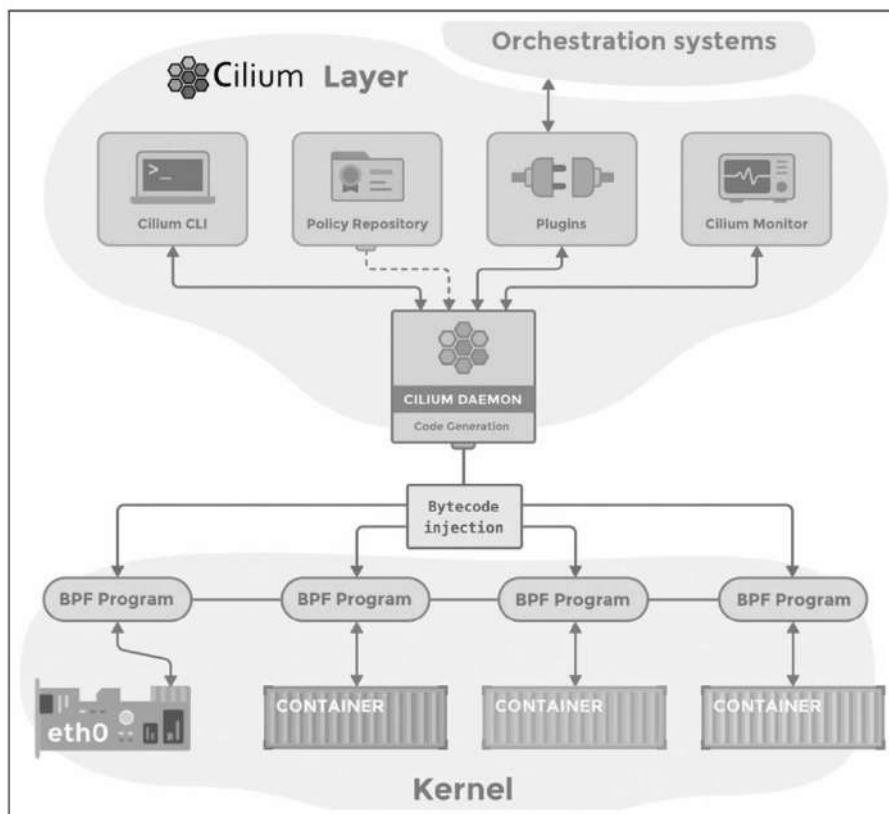 Orchestration systems
Cilium Layer
>_
Cilium CLI
Policy Repository
Plugins
Cilium Monitor
CILIUM DAEMON
Code Generation
Bytecode
injection
BPF Program
BPF Program
BPF Program
BPF Program
eth0
CONTAINER
CONTAINER
CONTAINER
Kernel